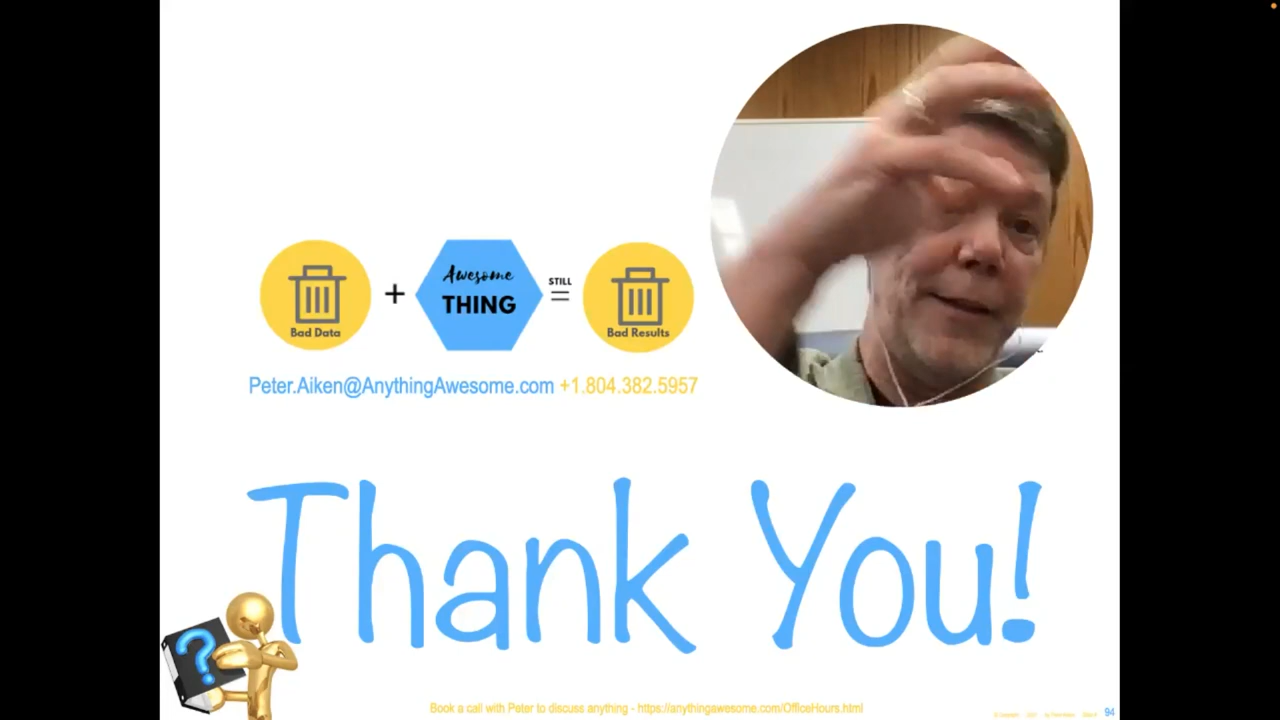 Awesome
THING
STILL
Bad Data
+
=
Bad Results
Peter.Aiken@AnythingAwesome.com +1.804.382.5957
Thank You!
?
Book a call with Peter to discuss anything - https://anythingawesome.com/OfficeHours.html
94